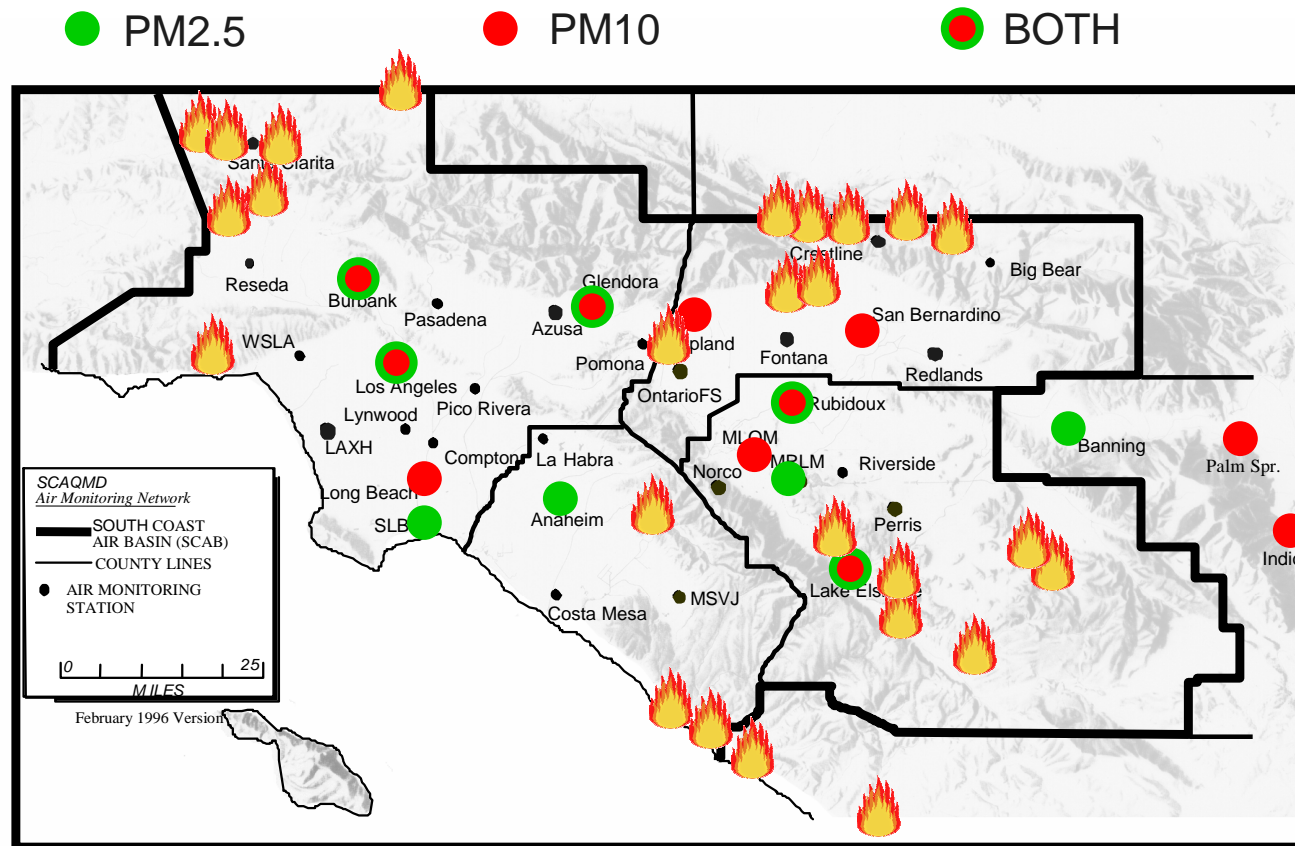 PM2.5
PM10
BOTH
Santa Clarita
Crestline
Big Bear
Reseda
Burbank
Glendora
Pasadena
Azusa
San Bernardino
WSLA
Pomona
Fontana
Redlands
Los Angeles
OntarioFS
Pico Rivera
Rubidoux
Lynwood
LAXH
Compton
La Habra
MLOM
Banning
MRLM
Riverside
Norco
Palm Spr.
Long Beach
Anaheim
SLB
Perris
Costa Mesa
MSVJ
SCAQMD
Air Monitoring Network
SOUTH COAST
AIR BASIN (SCAB)
COUNTY LINES
AIR MONITORING
STATION
0 25
MILES
February 1996 Version